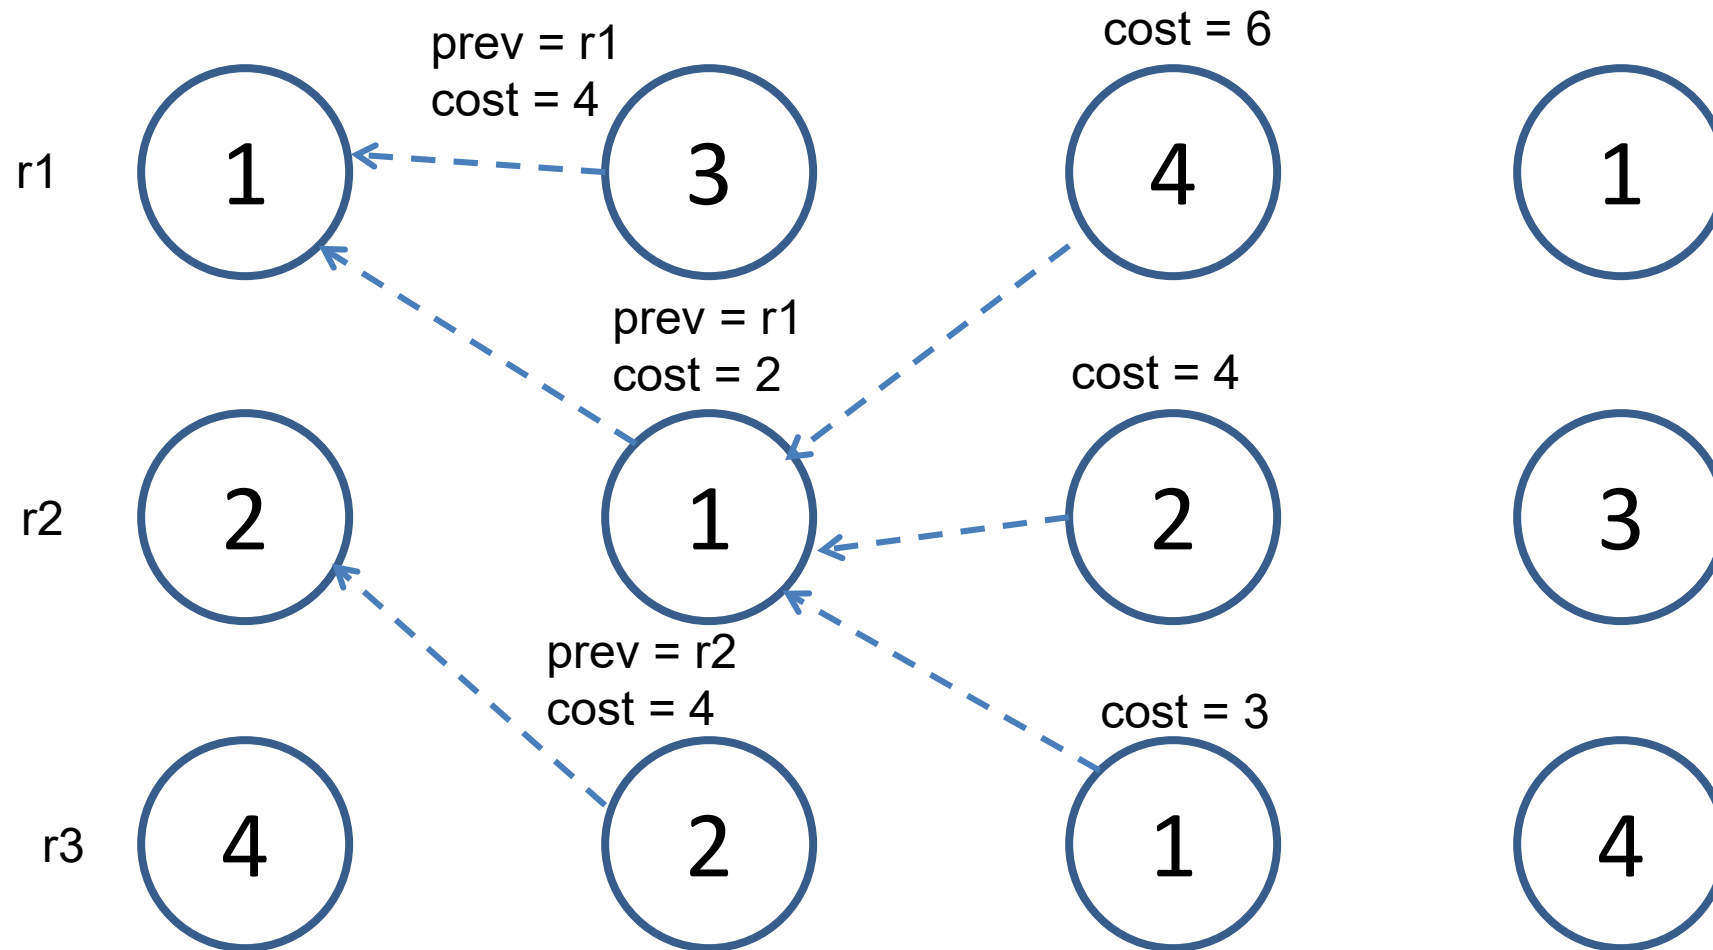 prev = r1
cost = 4
cost = 6
r1
1
3
4
1
prev = r1
cost = 2
cost = 4
r2
2
1
2
3
prev = r2
cost = 4
cost = 3
r3
4
2
1
4